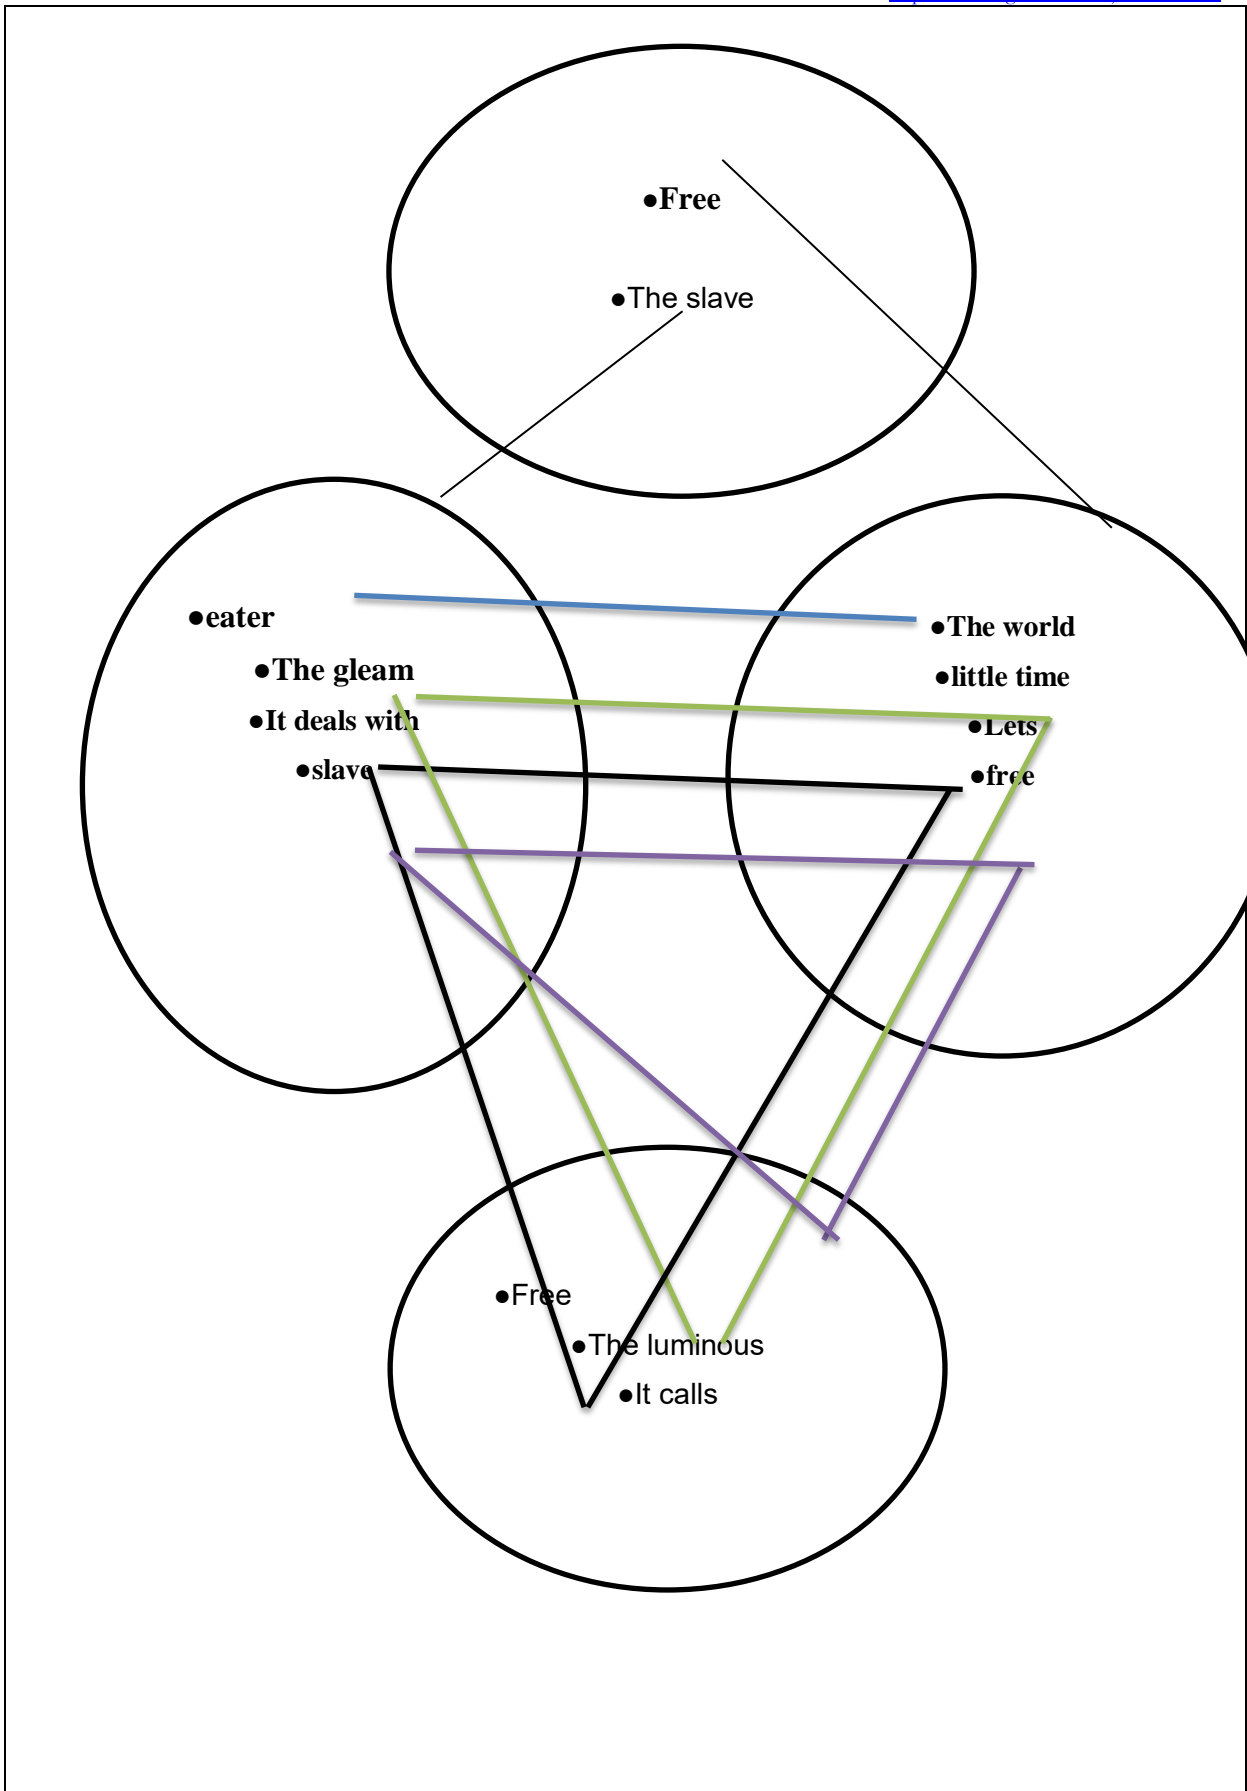 ●Free
●The slave
●eater
●The gleam
●It deals with
●slave
●The world
●little time
●Lets
●free
●Free
●The luminous
●It calls